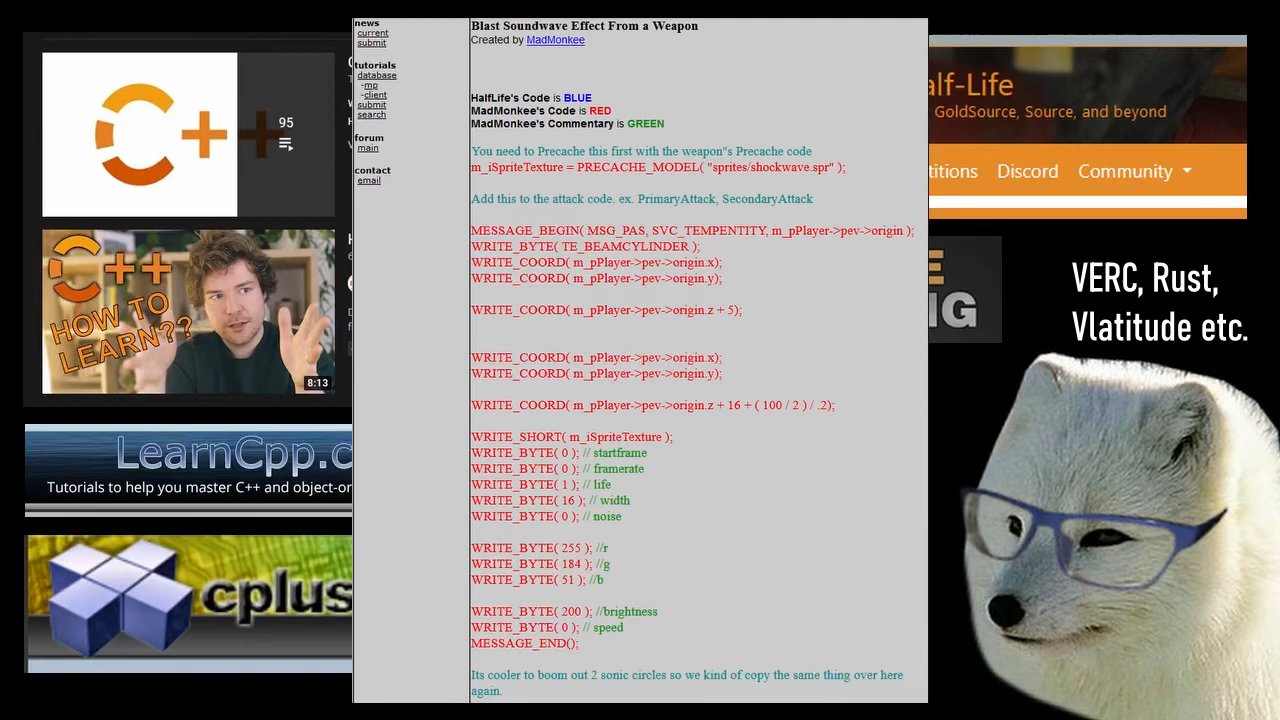 95
C++
HOW TO
LEARN??
8:13
LearnCpp.c
Tutorials to help you master C++ and object-or
cplus
news
current
submit
tutorials
database
-mp
-client
submit
search
forum
main
contact
email
Blast Soundwave Effect From a Weapon
Created by MadMonkee
HalfLife's Code is BLUE
MadMonkee's Code is RED
MadMonkee's Commentary is GREEN
You need to Precache this first with the weapon"s Precache code
m_iSpriteTexture = PRECACHE_MODEL( "sprites/shockwave.spr" );
Add this to the attack code. ex. PrimaryAttack, SecondaryAttack
MESSAGE_BEGIN( MSG_PAS, SVC_TEMPENTITY, m_pPlayer->pev->origin );
WRITE_BYTE( TE_BEAMCYLINDER );
WRITE_COORD( m_pPlayer->pev->origin.x);
WRITE_COORD( m_pPlayer->pev->origin.y);
WRITE_COORD( m_pPlayer->pev->origin.z + 5);
WRITE_COORD( m_pPlayer->pev->origin.x);
WRITE_COORD( m_pPlayer->pev->origin.y);
WRITE_COORD( m_pPlayer->pev->origin.z + 16 + ( 100 / 2 ) / .2);
WRITE_SHORT( m_iSpriteTexture );
WRITE_BYTE( 0 ); // startframe
WRITE_BYTE( 0 ); // framerate
WRITE_BYTE( 1 ); // life
WRITE_BYTE( 16 ); // width
WRITE_BYTE( 0 ); // noise
WRITE_BYTE( 255 ); //r
WRITE_BYTE( 184 ); //g
WRITE_BYTE( 51 ); //b
WRITE_BYTE( 200 ); //brightness
WRITE_BYTE( 0 ); // speed
MESSAGE_END();
Its cooler to boom out 2 sonic circles so we kind of copy the same thing over here
again.
alf-Life
GoldSource, Source, and beyond
titions Discord Community
E
NG
VERC, Rust,
Vlatitude etc.